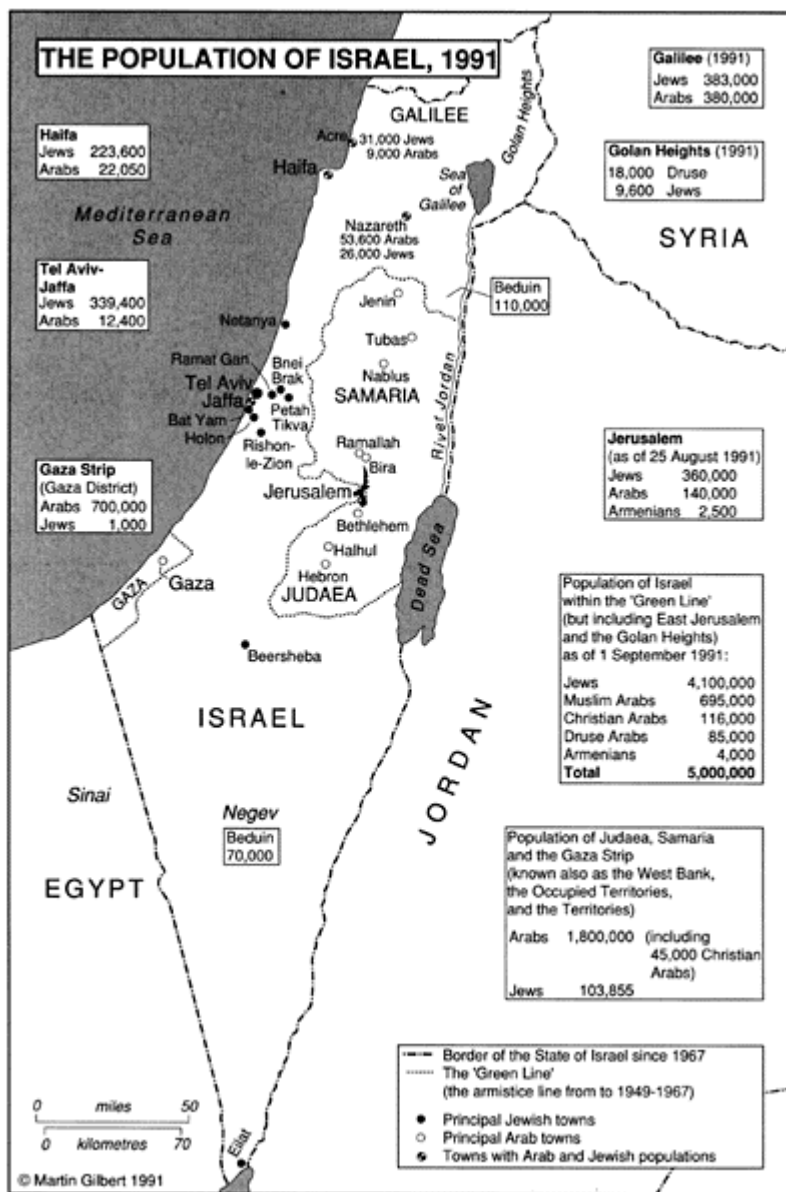 THE POPULATION OF ISRAEL, 1991
Galilee (1991)
Jews 383,000
Arabs 380,000
GALILEE
Golan Heights
Haifa
Jews 223,600
Arabs 22,050
Acre
31,000 Jews
9,000 Arabs
Haifa
Sea
of
Galilee
Golan Heights (1991)
18,000 Druse
9,600 Jews
Mediterranean
Sea
Nazareth
53,600 Arabs
26,000 Jews
SYRIA
Tel Aviv-
Jaffa
Jews 339,400
Arabs 12,400
Beduin
110,000
Jenin
Netanya
Tubas
Ramat Gan
Bnei
Brak
Nablus
Tel Aviv
Jaffa
SAMARIA
River Jordan
Bat Yam
Petah
Tikva
Holon
Rishon-
le-Zion
Ramallah
Bira
Gaza Strip
(Gaza District)
Arabs 700,000
Jews 1,000
Jerusalem
Jerusalem
(as of 25 August 1991)
Jews 360,000
Arabs 140,000
Armenians 2,500
Bethlehem
Halhul
Hebron
JUDAEA
Dead Sea
GAZA
Gaza
Beersheba
Population of Israel
within the 'Green Line'
(but including East Jerusalem
and the Golan Heights)
as of 1 September 1991:
Jews 4,100,000
Muslim Arabs 695,000
Christian Arabs 116,000
Druse Arabs 85,000
Armenians 4,000
Total 5,000,000
ISRAEL
JORDAN
Sinai
Negev
Beduin
70,000
EGYPT
Population of Judaea, Samaria
and the Gaza Strip
(known also as the West Bank,
the Occupied Territories,
and the Territories)
Arabs 1,800,000 (including
45,000 Christian
Arabs)
Jews 103,855
Border of the State of Israel since 1967
The 'Green Line'
(the armistice line from to 1949-1967)
Principal Jewish towns
Principal Arab towns
Towns with Arab and Jewish populations
0 miles 50
0 kilometres 70
Eilat
© Martin Gilbert 1991